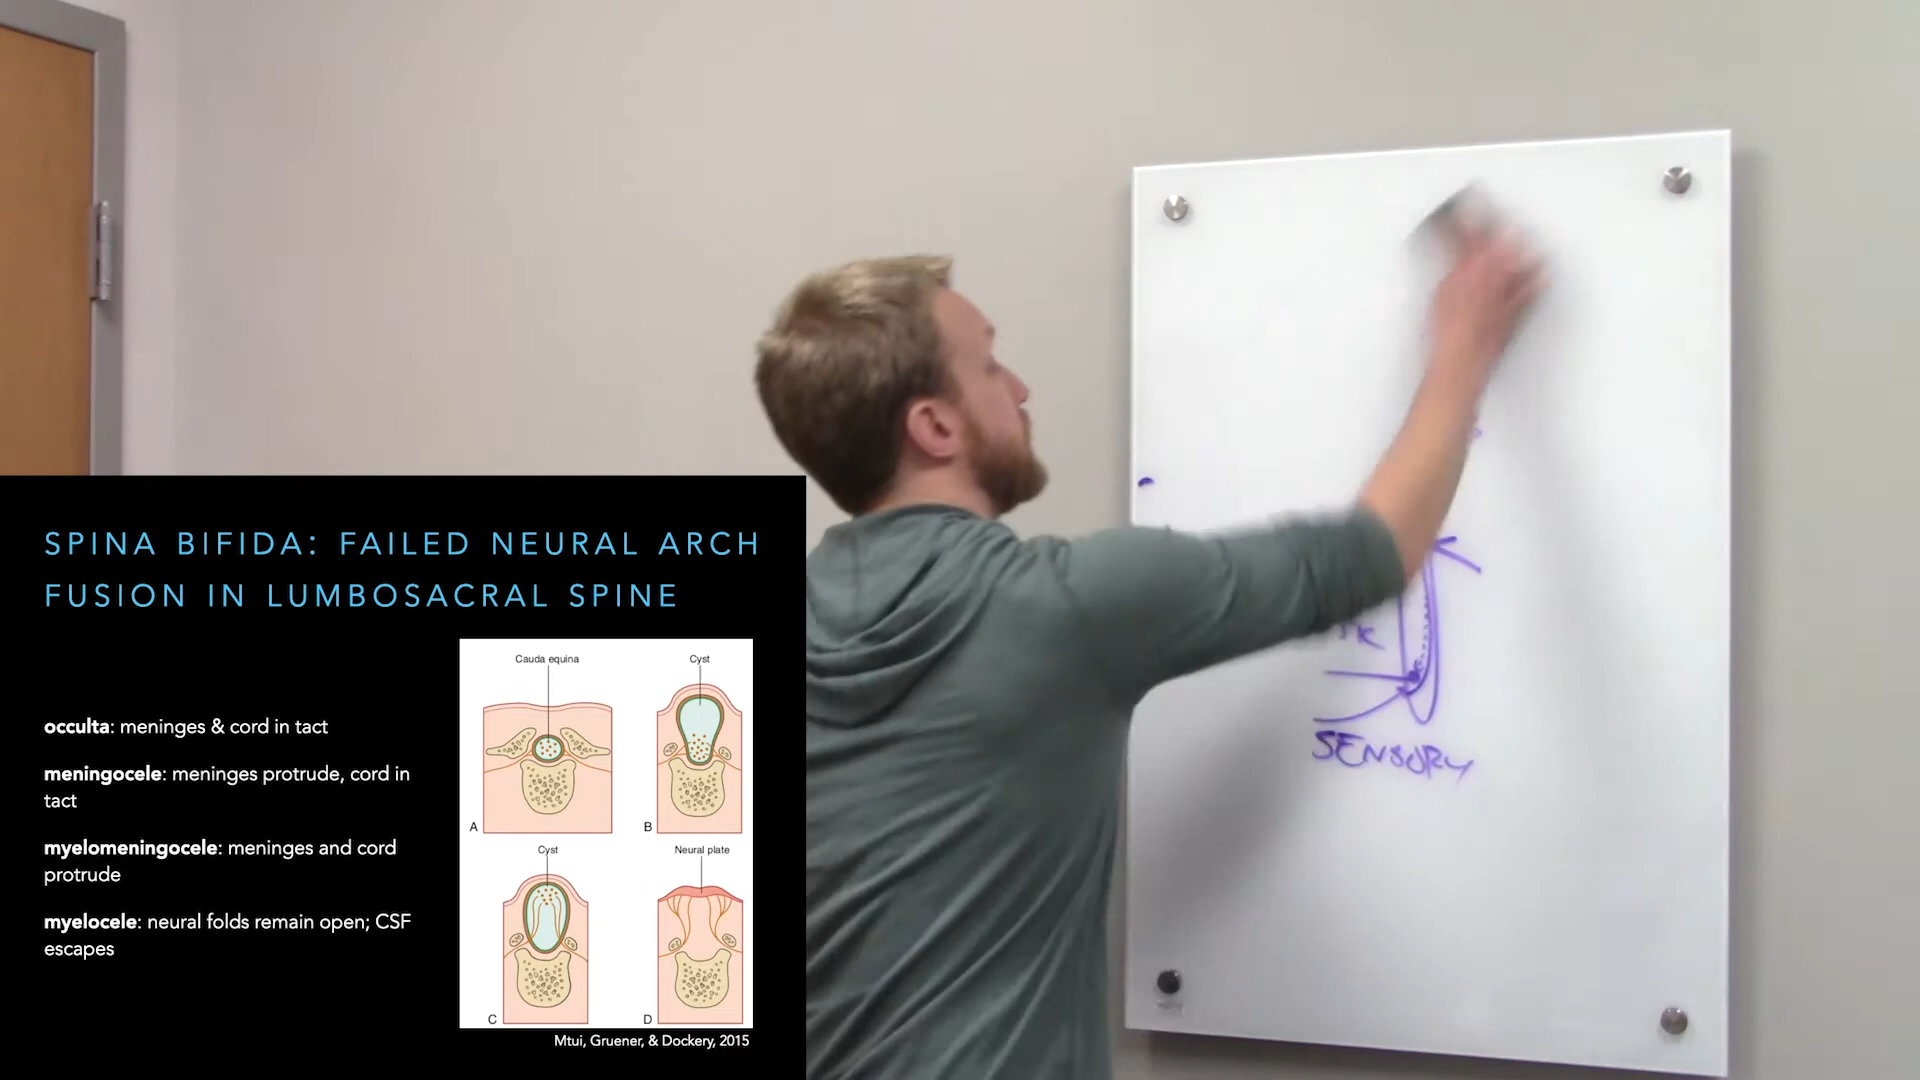 SPINA BIFIDA: FAILED NEURAL ARCH
FUSION IN LUMBOSACRAL SPINE
occulta: meninges & cord in tact
meningocele: meninges protrude, cord in
tact
myelomeningocele: meninges and cord
protrude
myelocele: neural folds remain open; CSF
escapes
Cauda equina
Cyst
A
B
Cyst
Neural plate
C
D
Mtui, Gruener, & Dockery, 2015
SENSORY